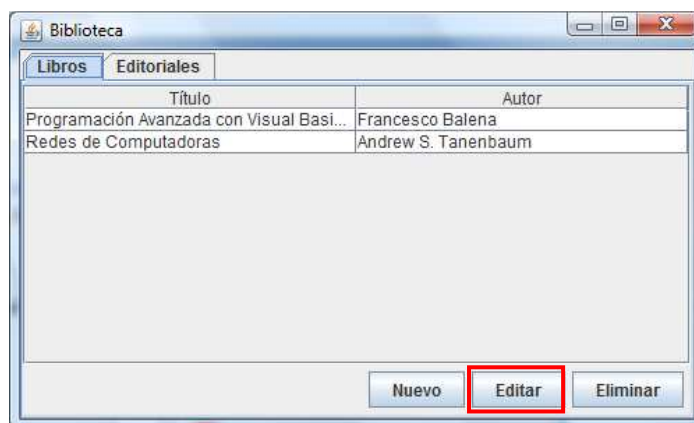 Biblioteca
Libros Editoriales
Título Autor
Programación Avanzada con Visual Basi... Francesco Balena
Redes de Computadoras Andrew S. Tanenbaum
Nuevo Editar Eliminar